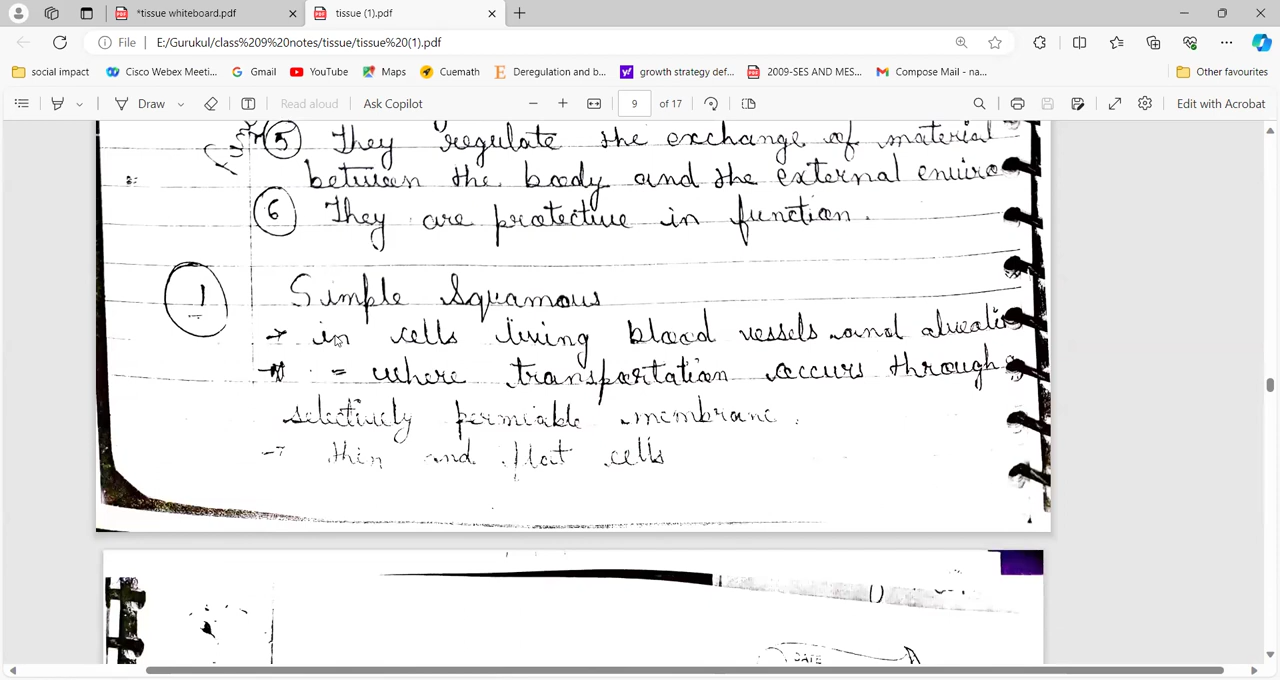 *tissue whiteboard.pdf
tissue (1).pdf
File
E:/Gurukul/class%209%20notes/tissue/tissue%20(1).pdf
social impact
Cisco Webex Meeti...
Gmail
YouTube
Maps
Cuemath
Deregulation and b...
growth strategy def...
2009-SES AND MES...
Compose Mail - na...
Other favourites
Draw
Read aloud
Ask Copilot
9 of 17
Edit with Acrobat
5 They regulate the exchange of material
between the body and the external enviro
6 They are protective in function.
1 Simple Squamous
→ in cells living blood vessels and
= where transportation occurs through
selectively permiable membrane.
→ thin and flat cells
DATE